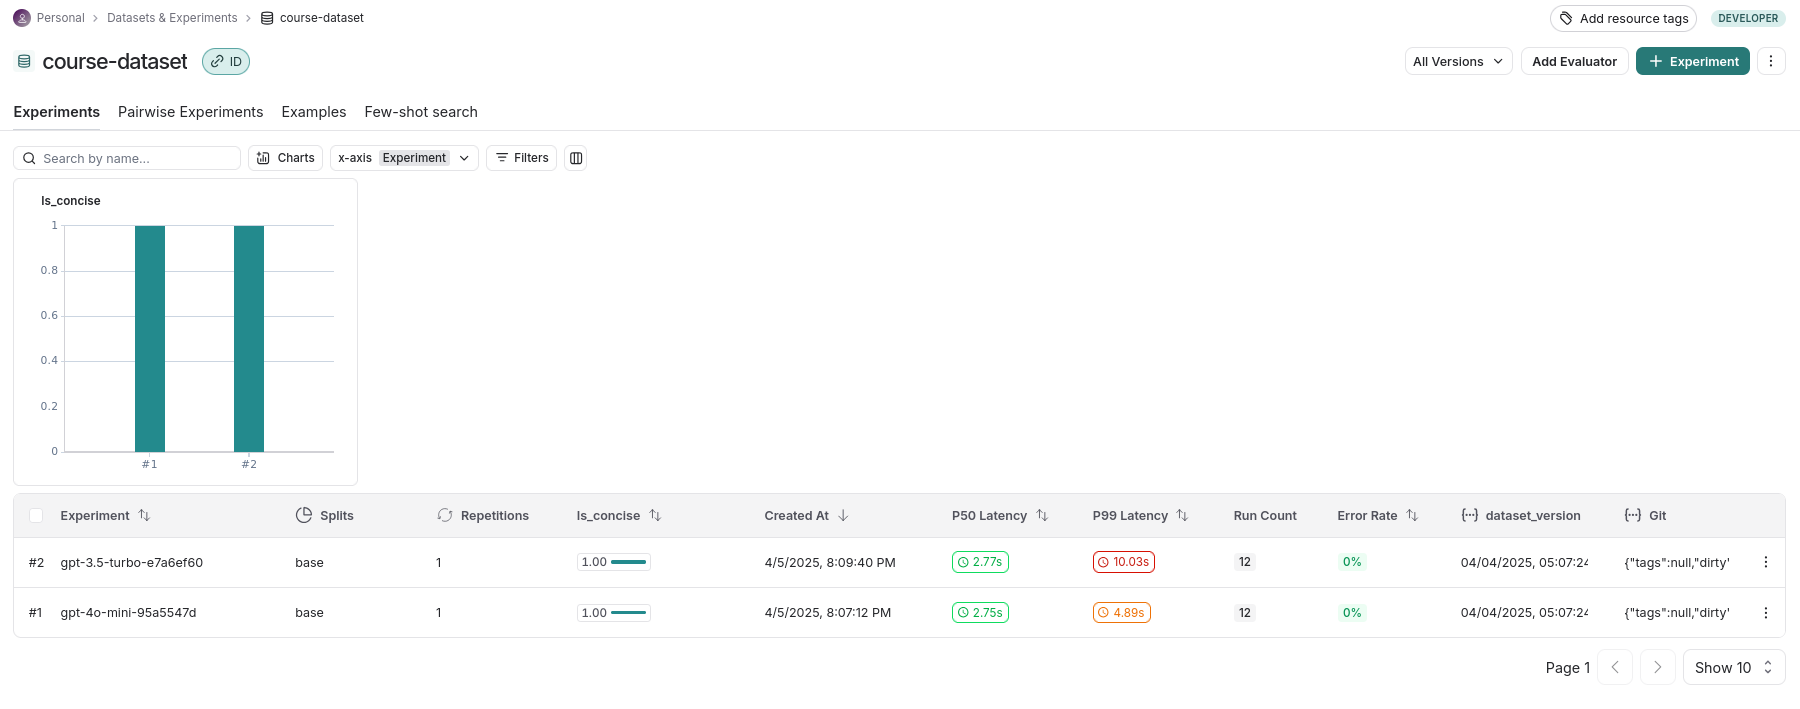 Personal > Datasets & Experiments > course-dataset
Add resource tags DEVELOPER
course-dataset ID
All Versions Add Evaluator + Experiment
Experiments Pairwise Experiments Examples Few-shot search
Search by name... Charts x-axis Experiment Filters
Is_concise
1
0.8
0.6
0.4
0.2
0
#1 #2
Experiment Splits Repetitions Is_concise Created At P50 Latency P99 Latency Run Count Error Rate dataset_version Git
#2 gpt-3.5-turbo-e7a6ef60 base 1 1.00 4/5/2025, 8:09:40 PM 2.77s 10.03s 12 0% 04/04/2025, 05:07:24 {"tags":null,"dirty"
#1 gpt-4o-mini-95a5547d base 1 1.00 4/5/2025, 8:07:12 PM 2.75s 4.89s 12 0% 04/04/2025, 05:07:24 {"tags":null,"dirty"
Page 1 Show 10